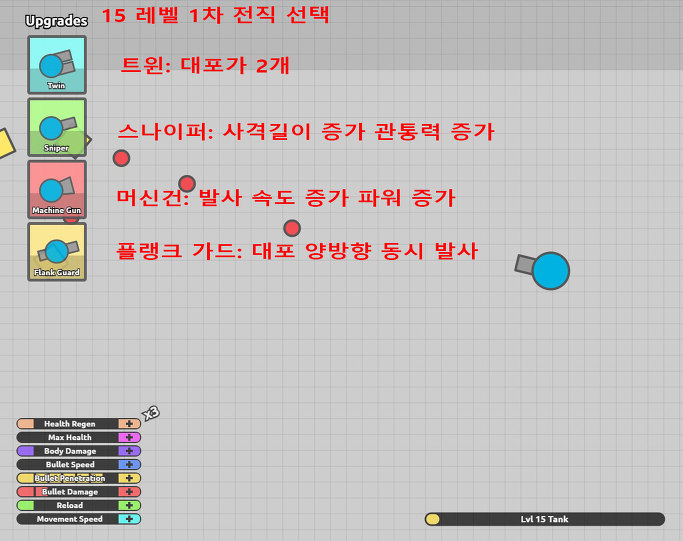 Upgrades
15 레벨 1차 전직 선택
Twin
트윈: 대포가 2개
Sniper
스나이퍼: 사격길이 증가 관통력 증가
Machine Gun
머신건: 발사 속도 증가 파워 증가
Flank Guard
플랭크 가드: 대포 양방향 동시 발사
x3
Health Regen
Max Health
Body Damage
Bullet Speed
Bullet Penetration
Bullet Damage
Reload
Movement Speed
Lvl 15 Tank